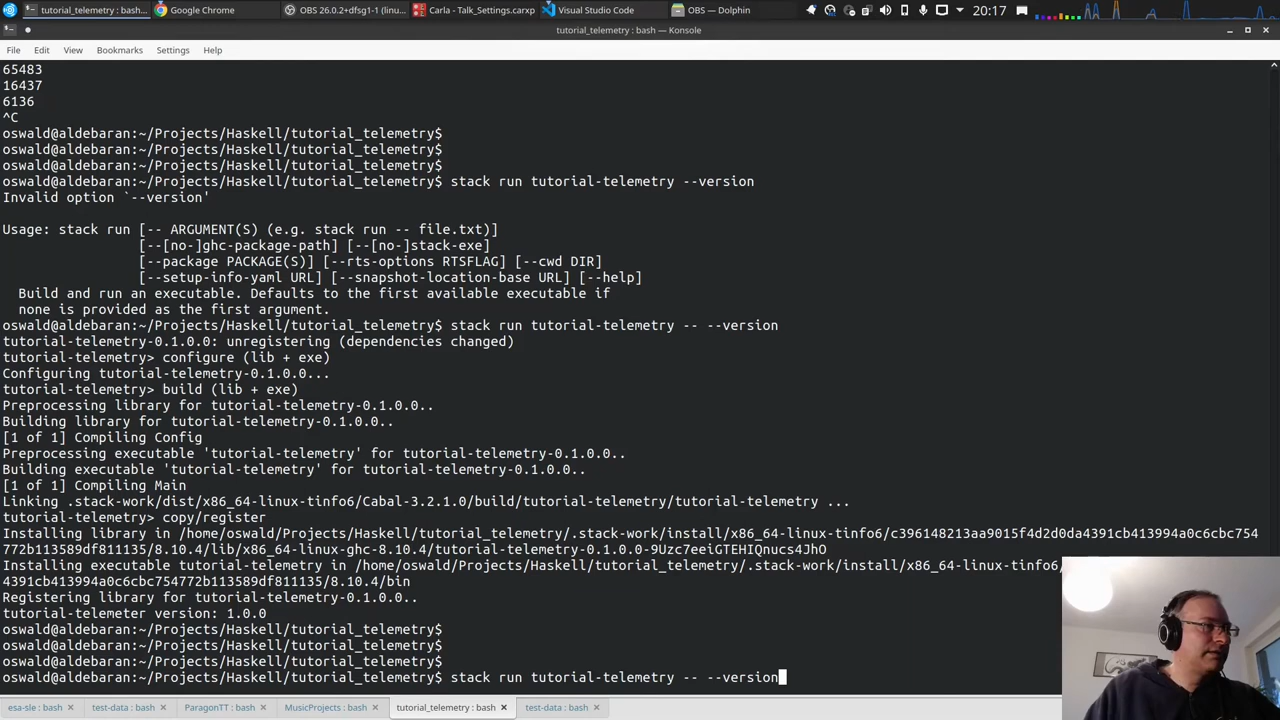 tutorial_telemetry : bash...
Google Chrome
OBS 26.0.2+dfsg1-1 (linu...
Carla - Talk_Settings.carxp
Visual Studio Code
OBS — Dolphin
20:17
tutorial_telemetry : bash — Konsole
File Edit View Bookmarks Settings Help
65483
16437
6136
^C
oswald@aldebaran:~/Projects/Haskell/tutorial_telemetry$
oswald@aldebaran:~/Projects/Haskell/tutorial_telemetry$
oswald@aldebaran:~/Projects/Haskell/tutorial_telemetry$
oswald@aldebaran:~/Projects/Haskell/tutorial_telemetry$ stack run tutorial-telemetry --version
Invalid option `--version'
Usage: stack run [-- ARGUMENT(S) (e.g. stack run -- file.txt)]
[--[no-]ghc-package-path] [--[no-]stack-exe]
[--package PACKAGE(S)] [--rts-options RTSFLAG] [--cwd DIR]
[--setup-info-yaml URL] [--snapshot-location-base URL] [--help]
Build and run an executable. Defaults to the first available executable if
none is provided as the first argument.
oswald@aldebaran:~/Projects/Haskell/tutorial_telemetry$ stack run tutorial-telemetry -- --version
tutorial-telemetry-0.1.0.0: unregistering (dependencies changed)
tutorial-telemetry> configure (lib + exe)
Configuring tutorial-telemetry-0.1.0.0...
tutorial-telemetry> build (lib + exe)
Preprocessing library for tutorial-telemetry-0.1.0.0..
Building library for tutorial-telemetry-0.1.0.0..
[1 of 1] Compiling Config
Preprocessing executable 'tutorial-telemetry' for tutorial-telemetry-0.1.0.0..
Building executable 'tutorial-telemetry' for tutorial-telemetry-0.1.0.0..
[1 of 1] Compiling Main
Linking .stack-work/dist/x86_64-linux-tinfo6/Cabal-3.2.1.0/build/tutorial-telemetry/tutorial-telemetry ...
tutorial-telemetry> copy/register
Installing library in /home/oswald/Projects/Haskell/tutorial_telemetry/.stack-work/install/x86_64-linux-tinfo6/c396148213aa9015f4d2d0da4391cb413994a0c6cbc754
772b113589df811135/8.10.4/lib/x86_64-linux-ghc-8.10.4/tutorial-telemetry-0.1.0.0-9Uzc7eeiGTEHIQnucs4JhO
Installing executable tutorial-telemetry in /home/oswald/Projects/Haskell/tutorial_telemetry/.stack-work/install/x86_64-linux-tinfo6/
4391cb413994a0c6cbc754772b113589df811135/8.10.4/bin
Registering library for tutorial-telemetry-0.1.0.0..
tutorial-telemeter version: 1.0.0
oswald@aldebaran:~/Projects/Haskell/tutorial_telemetry$
oswald@aldebaran:~/Projects/Haskell/tutorial_telemetry$
oswald@aldebaran:~/Projects/Haskell/tutorial_telemetry$
oswald@aldebaran:~/Projects/Haskell/tutorial_telemetry$ stack run tutorial-telemetry -- --version
esa-sle : bash
test-data : bash
ParagonTT : bash
MusicProjects : bash
tutorial_telemetry : bash
test-data : bash